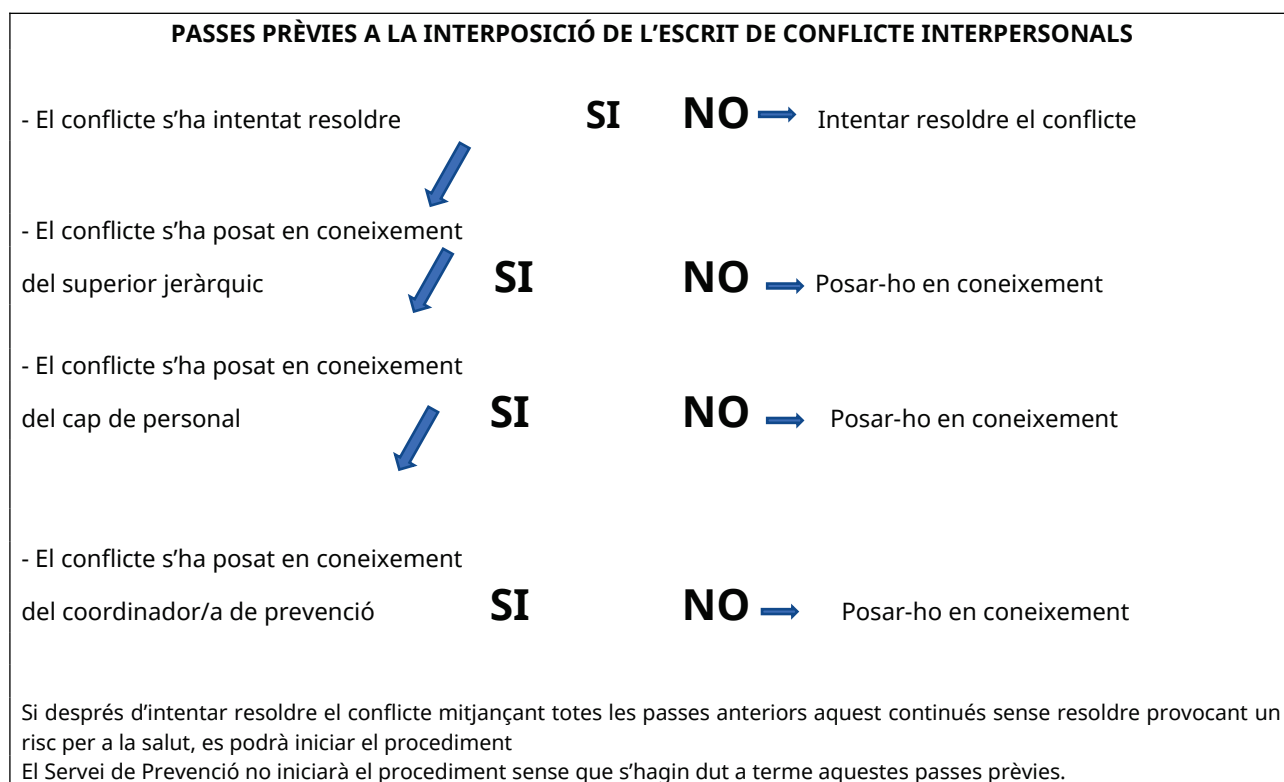 PASSES PRÈVIES A LA INTERPOSICIÓ DE L’ESCRIT DE CONFLICTE INTERPERSONALS
- El conflicte s’ha intentat resoldre SI NO Intentar resoldre el conflicte
- El conflicte s’ha posat en coneixement
del superior jeràrquic SI NO Posar-ho en coneixement
- El conflicte s’ha posat en coneixement
del cap de personal SI NO Posar-ho en coneixement
- El conflicte s’ha posat en coneixement
del coordinador/a de prevenció SI NO Posar-ho en coneixement
Si després d’intentar resoldre el conflicte mitjançant totes les passes anteriors aquest continués sense resoldre provocant un
risc per a la salut, es podrà iniciar el procediment
El Servei de Prevenció no iniciarà el procediment sense que s’hagin dut a terme aquestes passes prèvies.